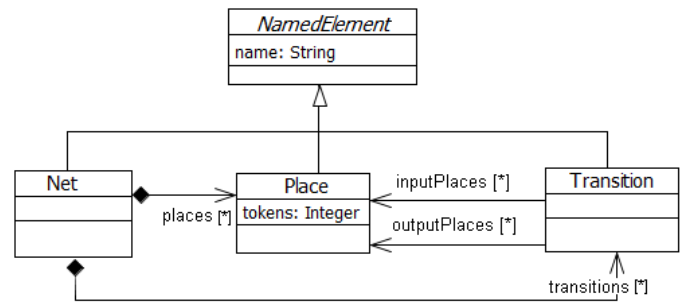 NamedElement
name: String
Net
Place
tokens: Integer
Transition
places [*]
inputPlaces [*]
outputPlaces [*]
transitions [*]